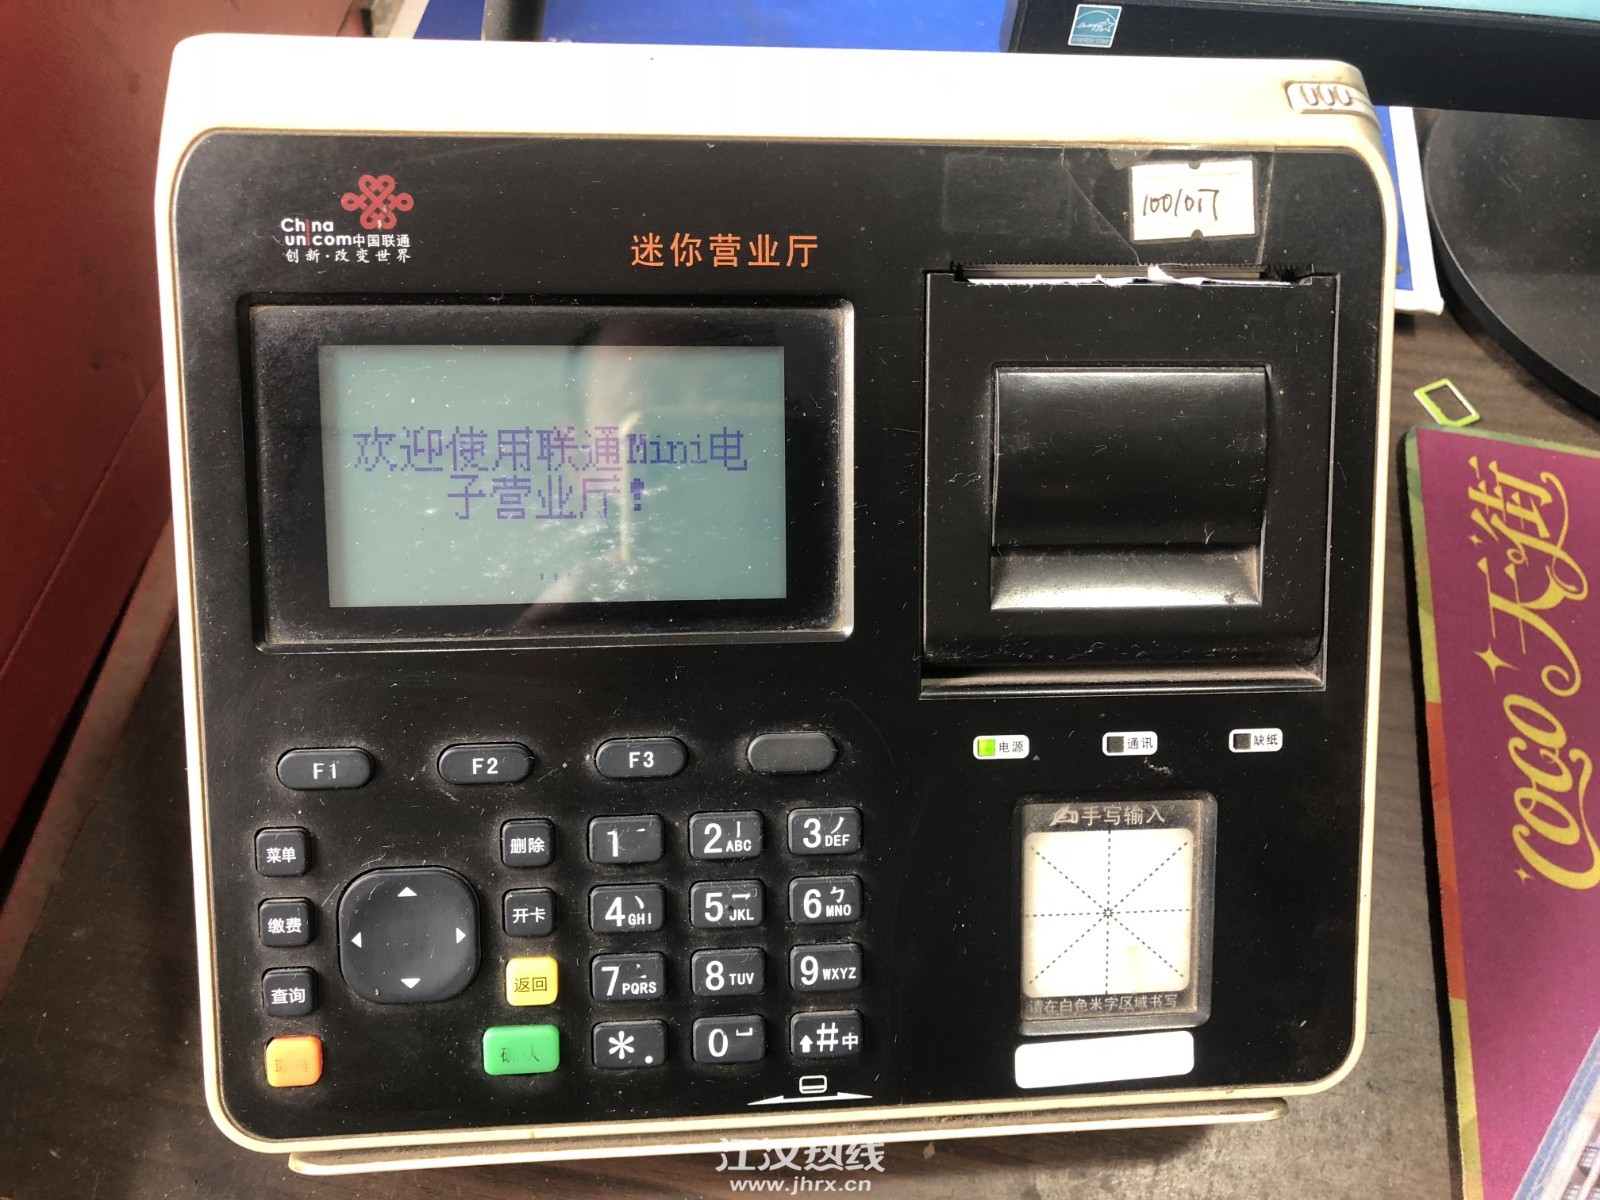 China
unicom中国联通
创新·改变世界
迷你营业厅
欢迎使用联通Mini电
子营业厅!
F1
F2
F3
电源
通讯
缺纸
菜单
缴费
查询
删除
开卡
返回
确人
1
2 ABC
3 DEF
4 GHI
5 JKL
6 MNO
7 PQRS
8 TUV
9 WXYZ
*.
0
#中
手写输入
请在白色米字区域书写
coco天街
江汉热线
www.jhrx.cn